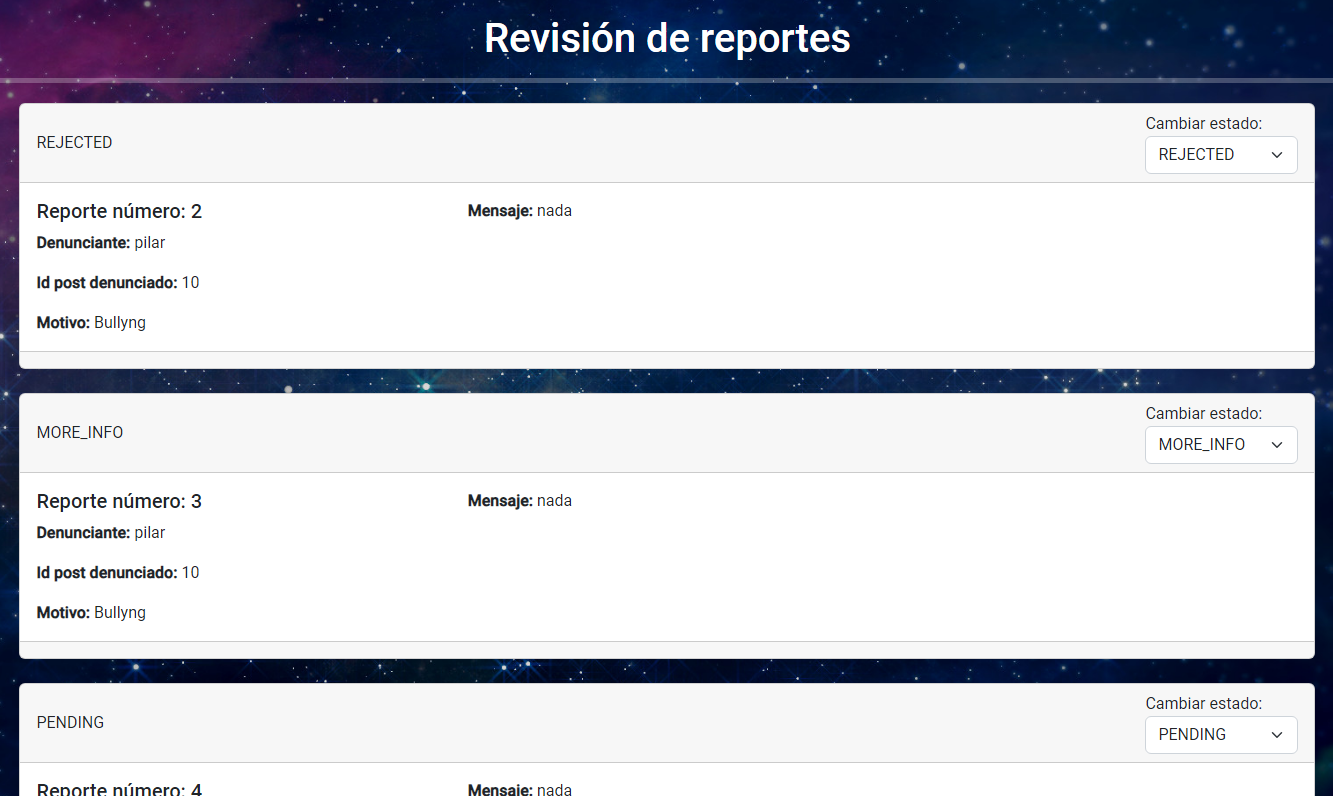 Revisión de reportes
REJECTED
Cambiar estado:
REJECTED
Reporte número: 2
Denunciante: pilar
Id post denunciado: 10
Motivo: Bullyng
Mensaje: nada
MORE_INFO
Cambiar estado:
MORE_INFO
Reporte número: 3
Denunciante: pilar
Id post denunciado: 10
Motivo: Bullyng
Mensaje: nada
PENDING
Cambiar estado:
PENDING
Reporte número: 4
Mensaje: nada